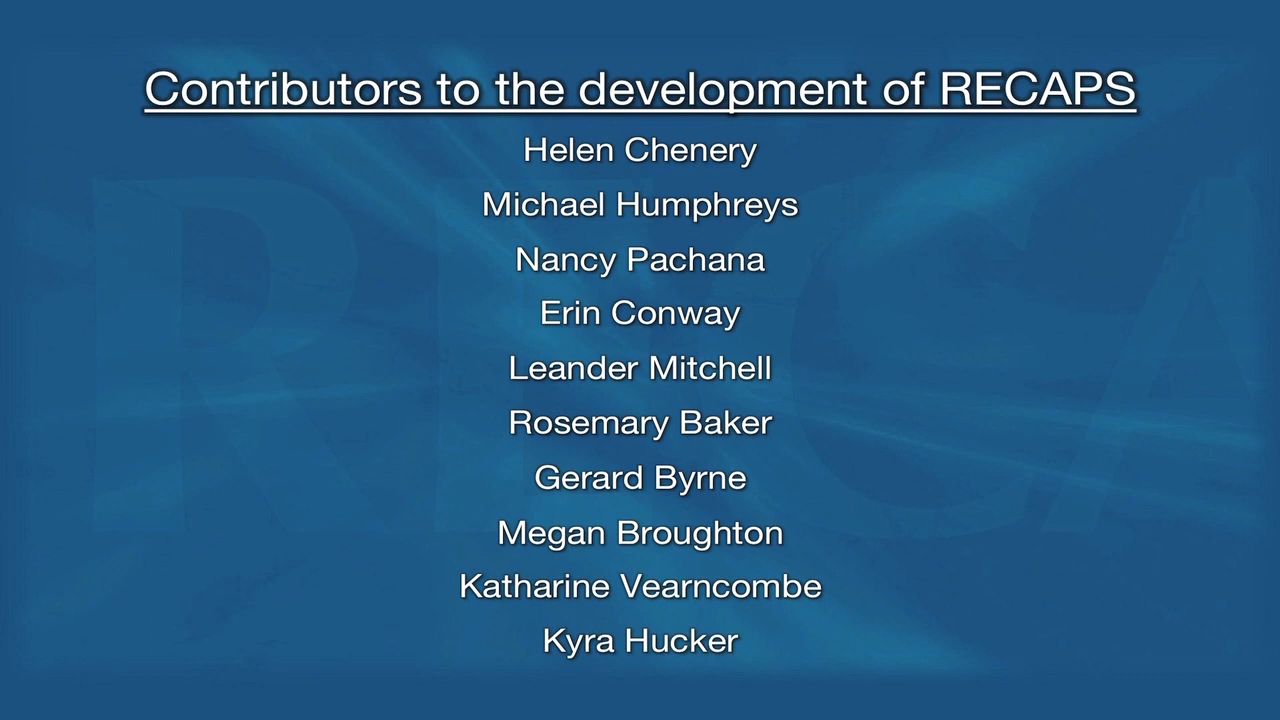 Contributors to the development of RECAPS
Helen Chenery
Michael Humphreys
Nancy Pachana
Erin Conway
Leander Mitchell
Rosemary Baker
Gerard Byrne
Megan Broughton
Katharine Vearncombe
Kyra Hucker